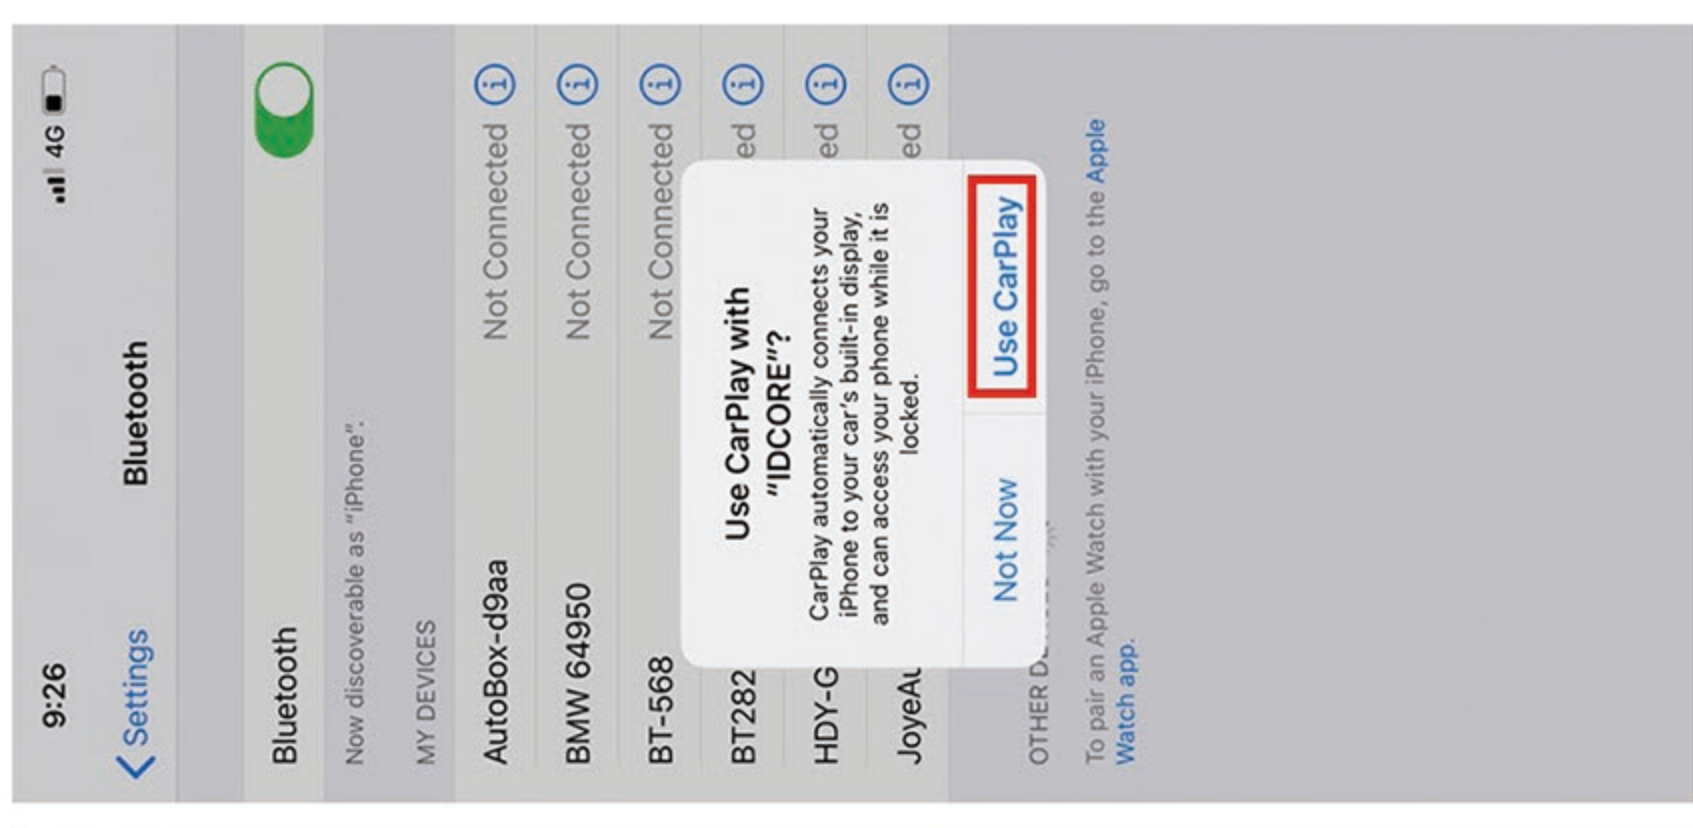 9:26
4G
Settings
Bluetooth
Bluetooth
Now discoverable as “iPhone”.
MY DEVICES
AutoBox-d9aa Not Connected
BMW 64950 Not Connected
BT-568 Not Connected
BT282 ed
HDY-G ed
JoyeAu ed
Use CarPlay with
“IDCORE”?
CarPlay automatically connects your
iPhone to your car’s built-in display,
and can access your phone while it is
locked.
Not Now Use CarPlay
OTHER
To pair an Apple Watch with your iPhone, go to the Apple
Watch app.